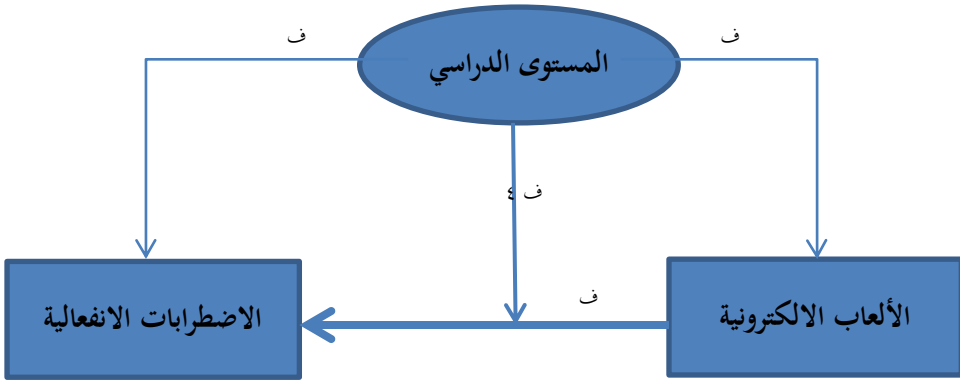 ف
ف
المستوى الدراسي
ف ٤
ف
الألعاب الالكترونية
الاضطرابات الانفعالية